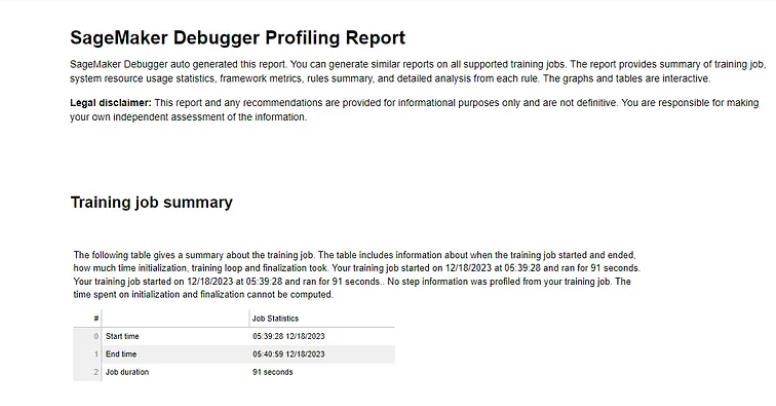 SageMaker Debugger Profiling Report
SageMaker Debugger auto generated this report. You can generate similar reports on all supported training jobs. The report provides summary of training job,
system resource usage statistics, framework metrics, rules summary, and detailed analysis from each rule. The graphs and tables are interactive.
Legal disclaimer: This report and any recommendations are provided for informational purposes only and are not definitive. You are responsible for making
your own independent assessment of the information.
Training job summary
The following table gives a summary about the training job. The table includes information about when the training job started and ended,
how much time initialization, training loop and finalization took. Your training job started on 12/18/2023 at 05:39:28 and ran for 91 seconds.
Your training job started on 12/18/2023 at 05:39:28 and ran for 91 seconds.. No step information was profiled from your training job. The
time spent on initialization and finalization cannot be computed.
# Job Statistics
0 Start time 05:39:28 12/18/2023
1 End time 05:40:59 12/18/2023
2 Job duration 91 seconds